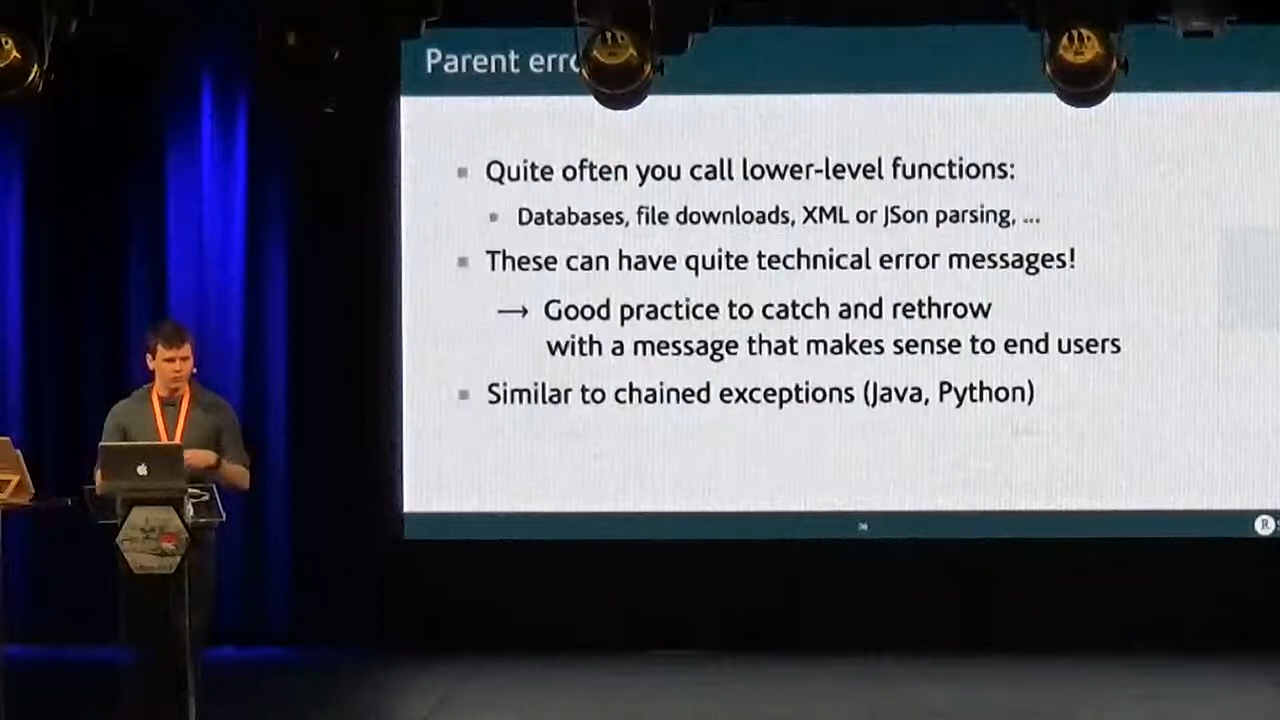 Parent erro
Quite often you call lower-level functions:
Databases, file downloads, XML or JSon parsing, ...
These can have quite technical error messages!
→ Good practice to catch and rethrow
with a message that makes sense to end users
Similar to chained exceptions (Java, Python)
R